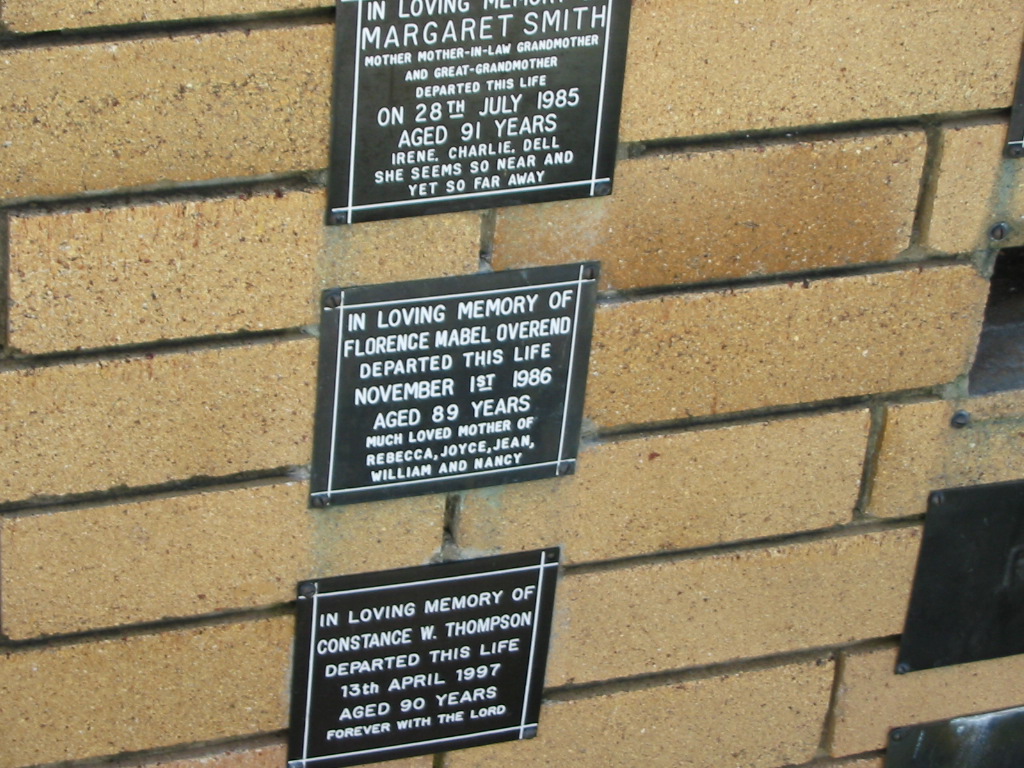 IN LOVING MEMORY OF
MARGARET SMITH
MOTHER MOTHER-IN-LAW GRANDMOTHER
AND GREAT-GRANDMOTHER
DEPARTED THIS LIFE
ON 28TH JULY 1985
AGED 91 YEARS
IRENE, CHARLIE, DELL
SHE SEEMS SO NEAR AND
YET SO FAR AWAY
IN LOVING MEMORY OF
FLORENCE MABEL OVEREND
DEPARTED THIS LIFE
NOVEMBER 1ST 1986
AGED 89 YEARS
MUCH LOVED MOTHER OF
REBECCA, JOYCE, JEAN,
WILLIAM AND NANCY
IN LOVING MEMORY OF
CONSTANCE W. THOMPSON
DEPARTED THIS LIFE
13th APRIL 1997
AGED 90 YEARS
FOREVER WITH THE LORD